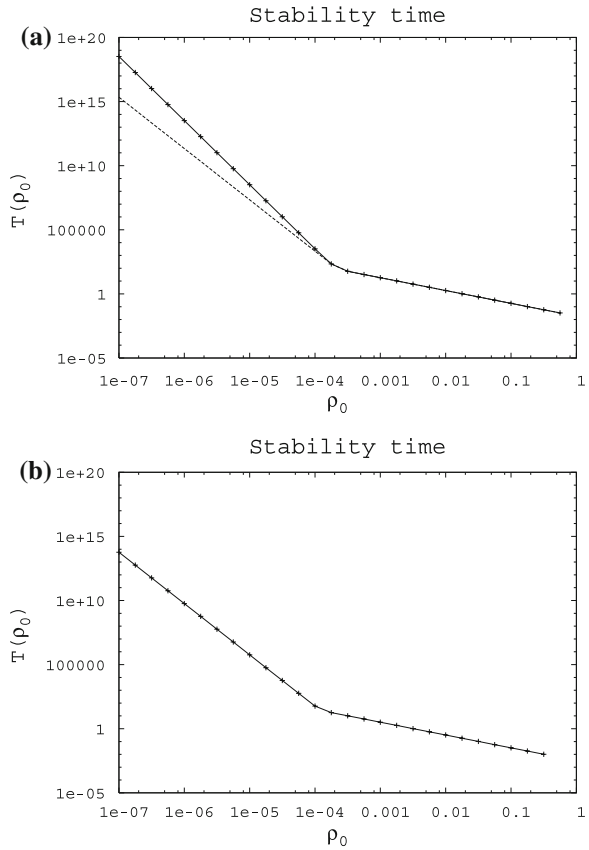 Stability time
(a)
1e+20
1e+15
1e+10
100000
1
1e-05
T(ρ₀)
1e-07 1e-06 1e-05 1e-04 0.001 0.01 0.1 1
ρ₀
Stability time
(b)
1e+20
1e+15
1e+10
100000
1
1e-05
T(ρ₀)
1e-07 1e-06 1e-05 1e-04 0.001 0.01 0.1 1
ρ₀